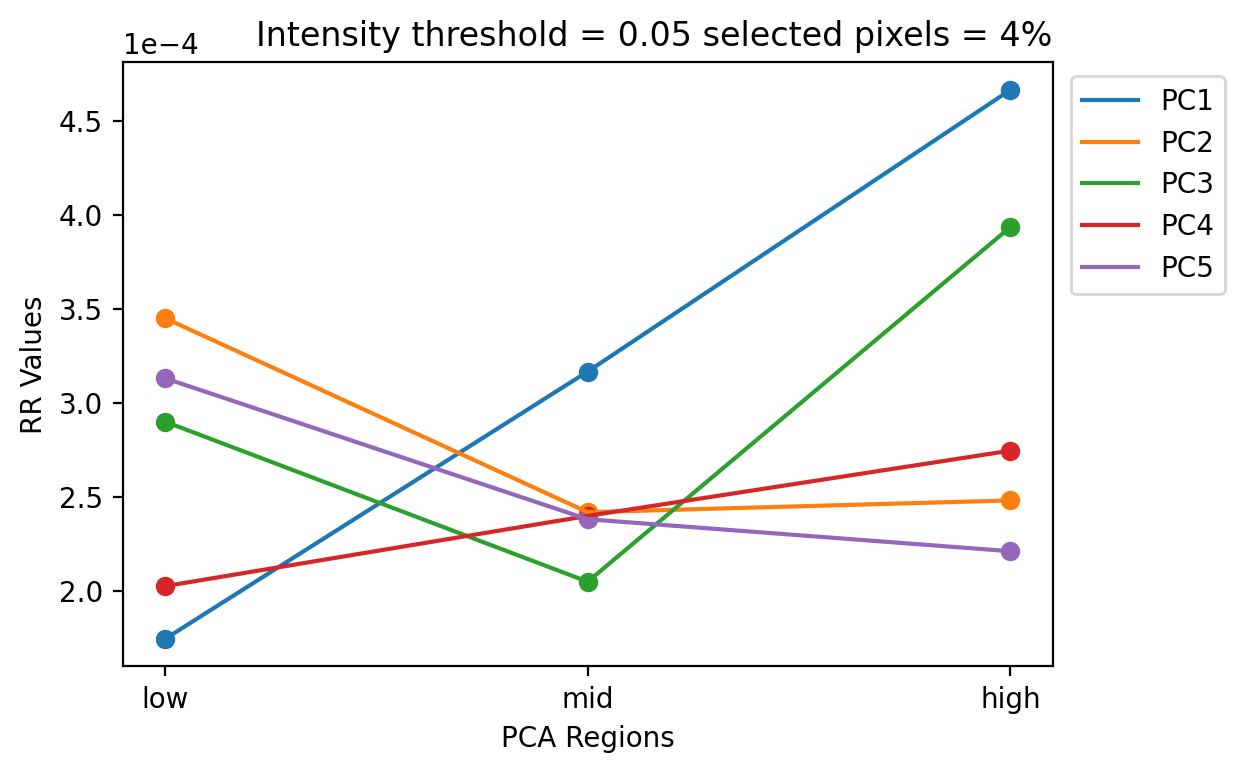 Intensity threshold = 0.05 selected pixels = 4%
1e−4
4.5
4.0
3.5
3.0
2.5
2.0
RR Values
low
mid
high
PCA Regions
PC1
PC2
PC3
PC4
PC5